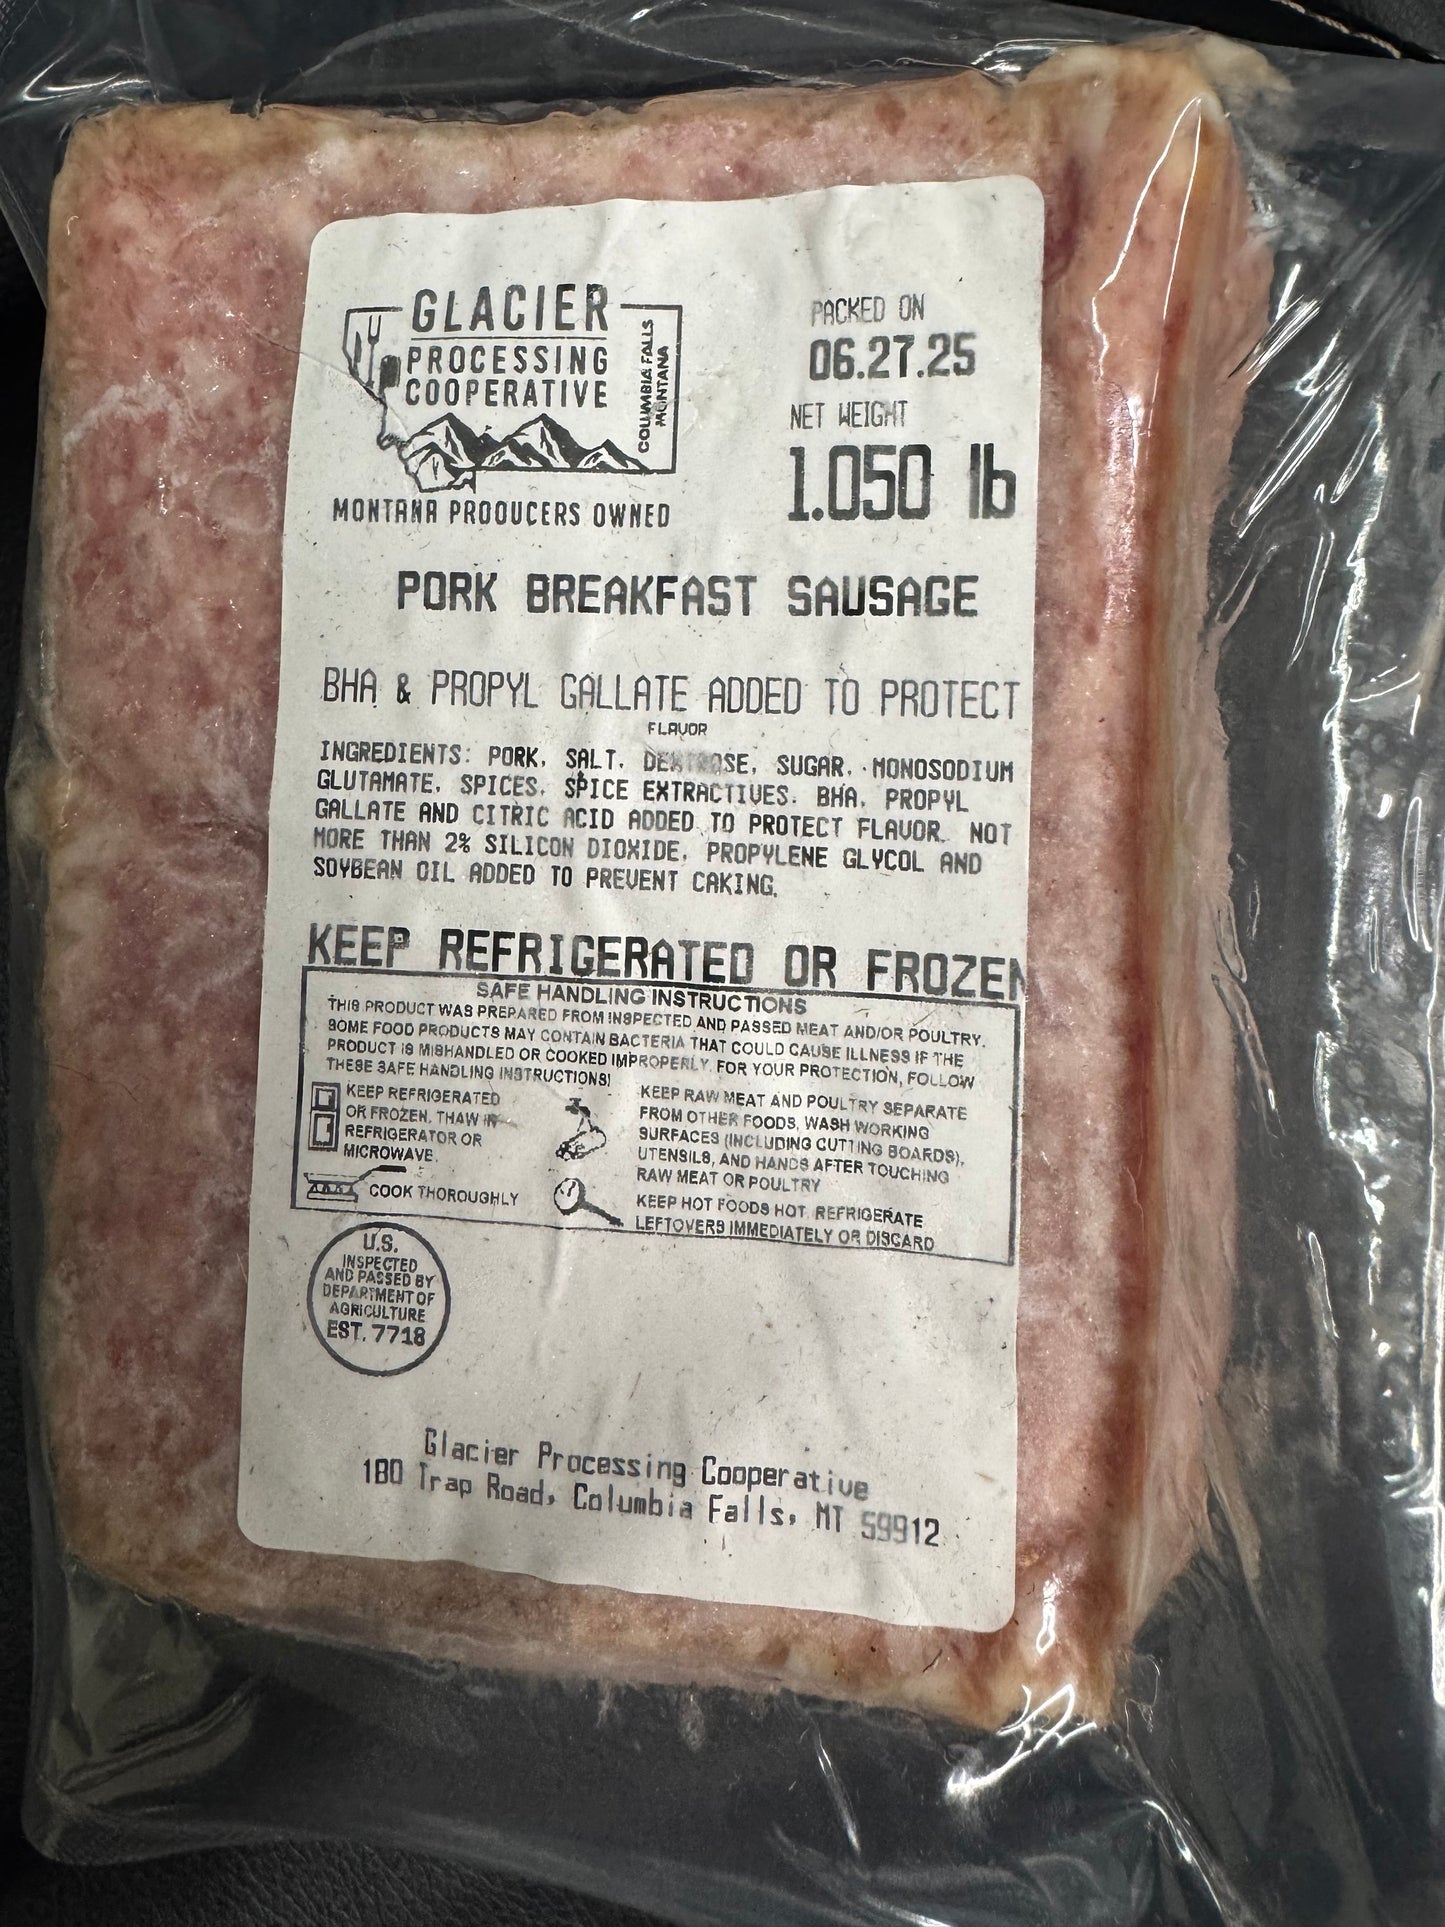 GLACIER
PROCESSING
COOPERATIVE
COLUMBIA FALLS
MONTANA
MONTANA PRODUCERS OWNED
PACKED ON
06.27.25
NET WEIGHT
1.050 lb
PORK BREAKFAST SAUSAGE
BHA & PROPYL GALLATE ADDED TO PROTECT
FLAVOR
INGREDIENTS: PORK, SALT, DEXTROSE, SUGAR, MONOSODIUM
GLUTAMATE, SPICES, SPICE EXTRACTIVES. BHA, PROPYL
GALLATE AND CITRIC ACID ADDED TO PROTECT FLAVOR. NOT
MORE THAN 2% SILICON DIOXIDE, PROPYLENE GLYCOL AND
SOYBEAN OIL ADDED TO PREVENT CAKING.
KEEP REFRIGERATED OR FROZEN
SAFE HANDLING INSTRUCTIONS
THIS PRODUCT WAS PREPARED FROM INSPECTED AND PASSED MEAT AND/OR POULTRY.
SOME FOOD PRODUCTS MAY CONTAIN BACTERIA THAT COULD CAUSE ILLNESS IF THE
PRODUCT IS MISHANDLED OR COOKED IMPROPERLY. FOR YOUR PROTECTION, FOLLOW
THESE SAFE HANDLING INSTRUCTIONS!
KEEP REFRIGERATED
OR FROZEN. THAW IN
REFRIGERATOR OR
MICROWAVE.
COOK THOROUGHLY
KEEP RAW MEAT AND POULTRY SEPARATE
FROM OTHER FOODS, WASH WORKING
SURFACES (INCLUDING CUTTING BOARDS),
UTENSILS, AND HANDS AFTER TOUCHING
RAW MEAT OR POULTRY
KEEP HOT FOODS HOT. REFRIGERATE
LEFTOVERS IMMEDIATELY OR DISCARD
U.S.
INSPECTED
AND PASSED BY
DEPARTMENT OF
AGRICULTURE
EST. 7718
Glacier Processing Cooperative
180 Trap Road, Columbia Falls, MT 59912